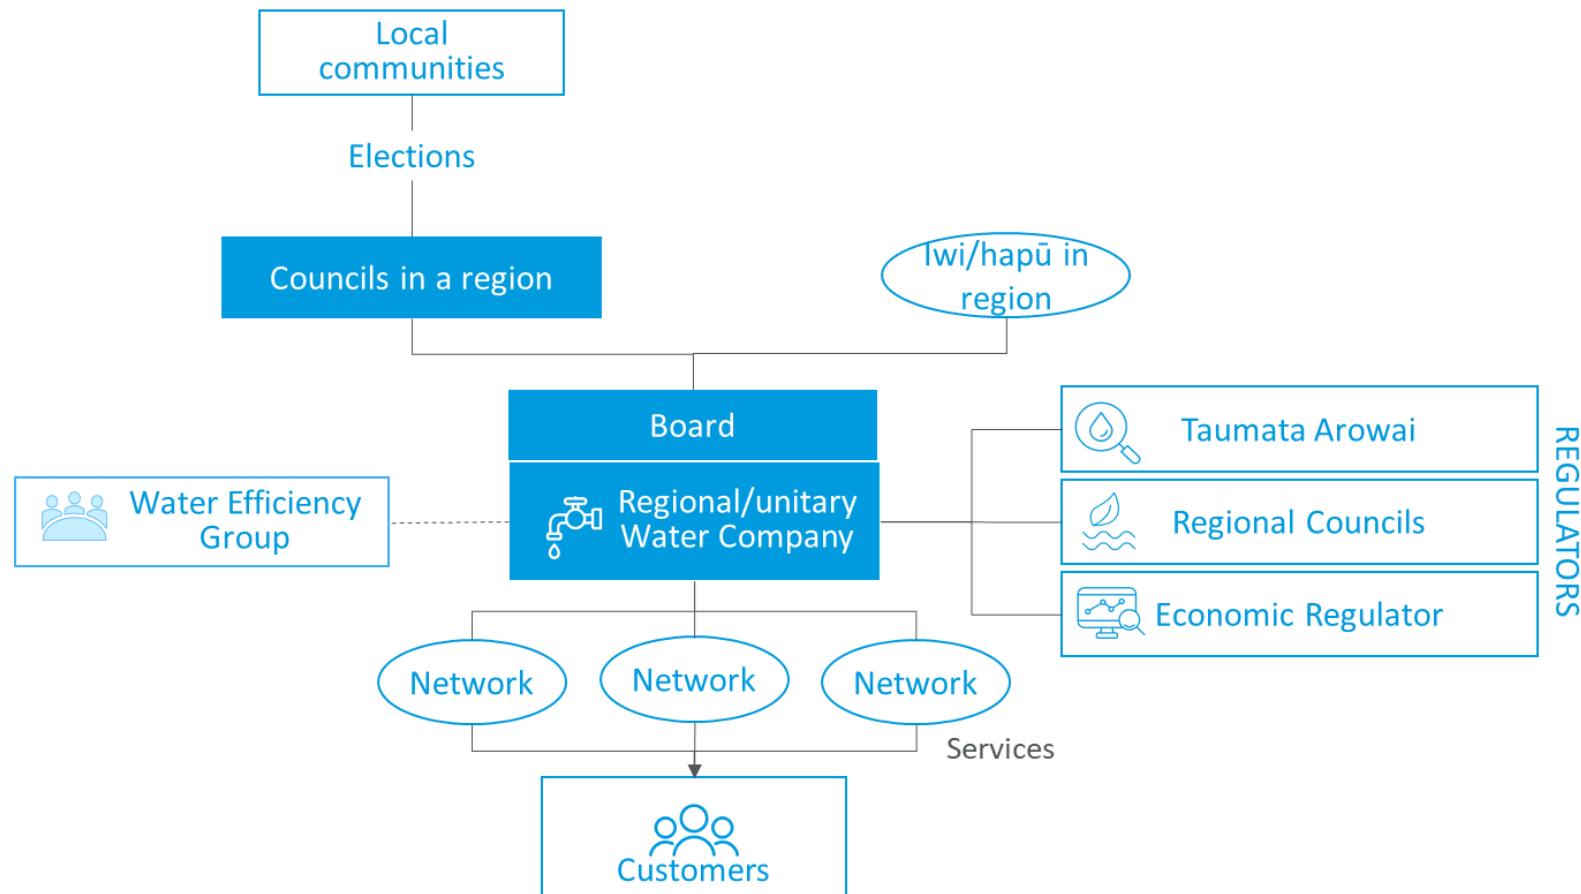 Local
communities
Elections
Councils in a region
Iwi/hapū in
region
Board
Regional/unitary
Water Company
Water Efficiency
Group
Taumata Arowai
Regional Councils
Economic Regulator
REGULATORS
Network
Network
Network
Services
Customers